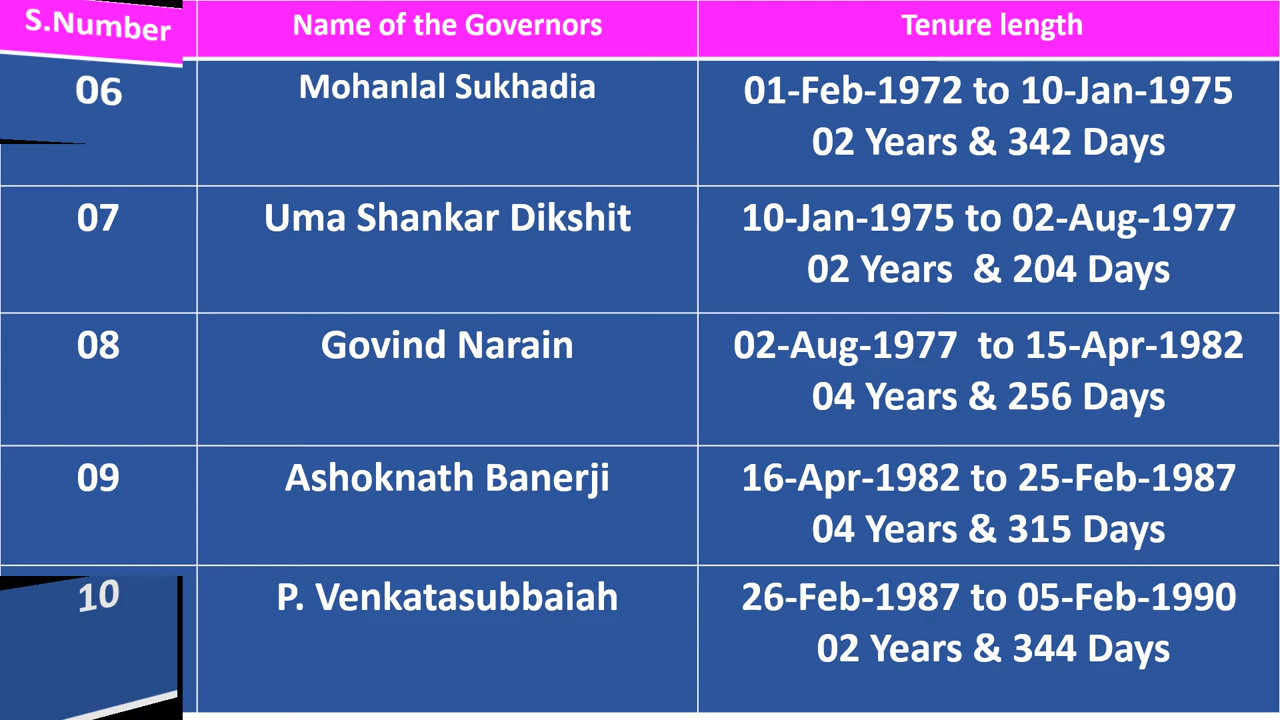 S.Number Name of the Governors Tenure length
06 Mohanlal Sukhadia 01-Feb-1972 to 10-Jan-1975
02 Years & 342 Days
07 Uma Shankar Dikshit 10-Jan-1975 to 02-Aug-1977
02 Years & 204 Days
08 Govind Narain 02-Aug-1977 to 15-Apr-1982
04 Years & 256 Days
09 Ashoknath Banerji 16-Apr-1982 to 25-Feb-1987
04 Years & 315 Days
10 P. Venkatasubbaiah 26-Feb-1987 to 05-Feb-1990
02 Years & 344 Days